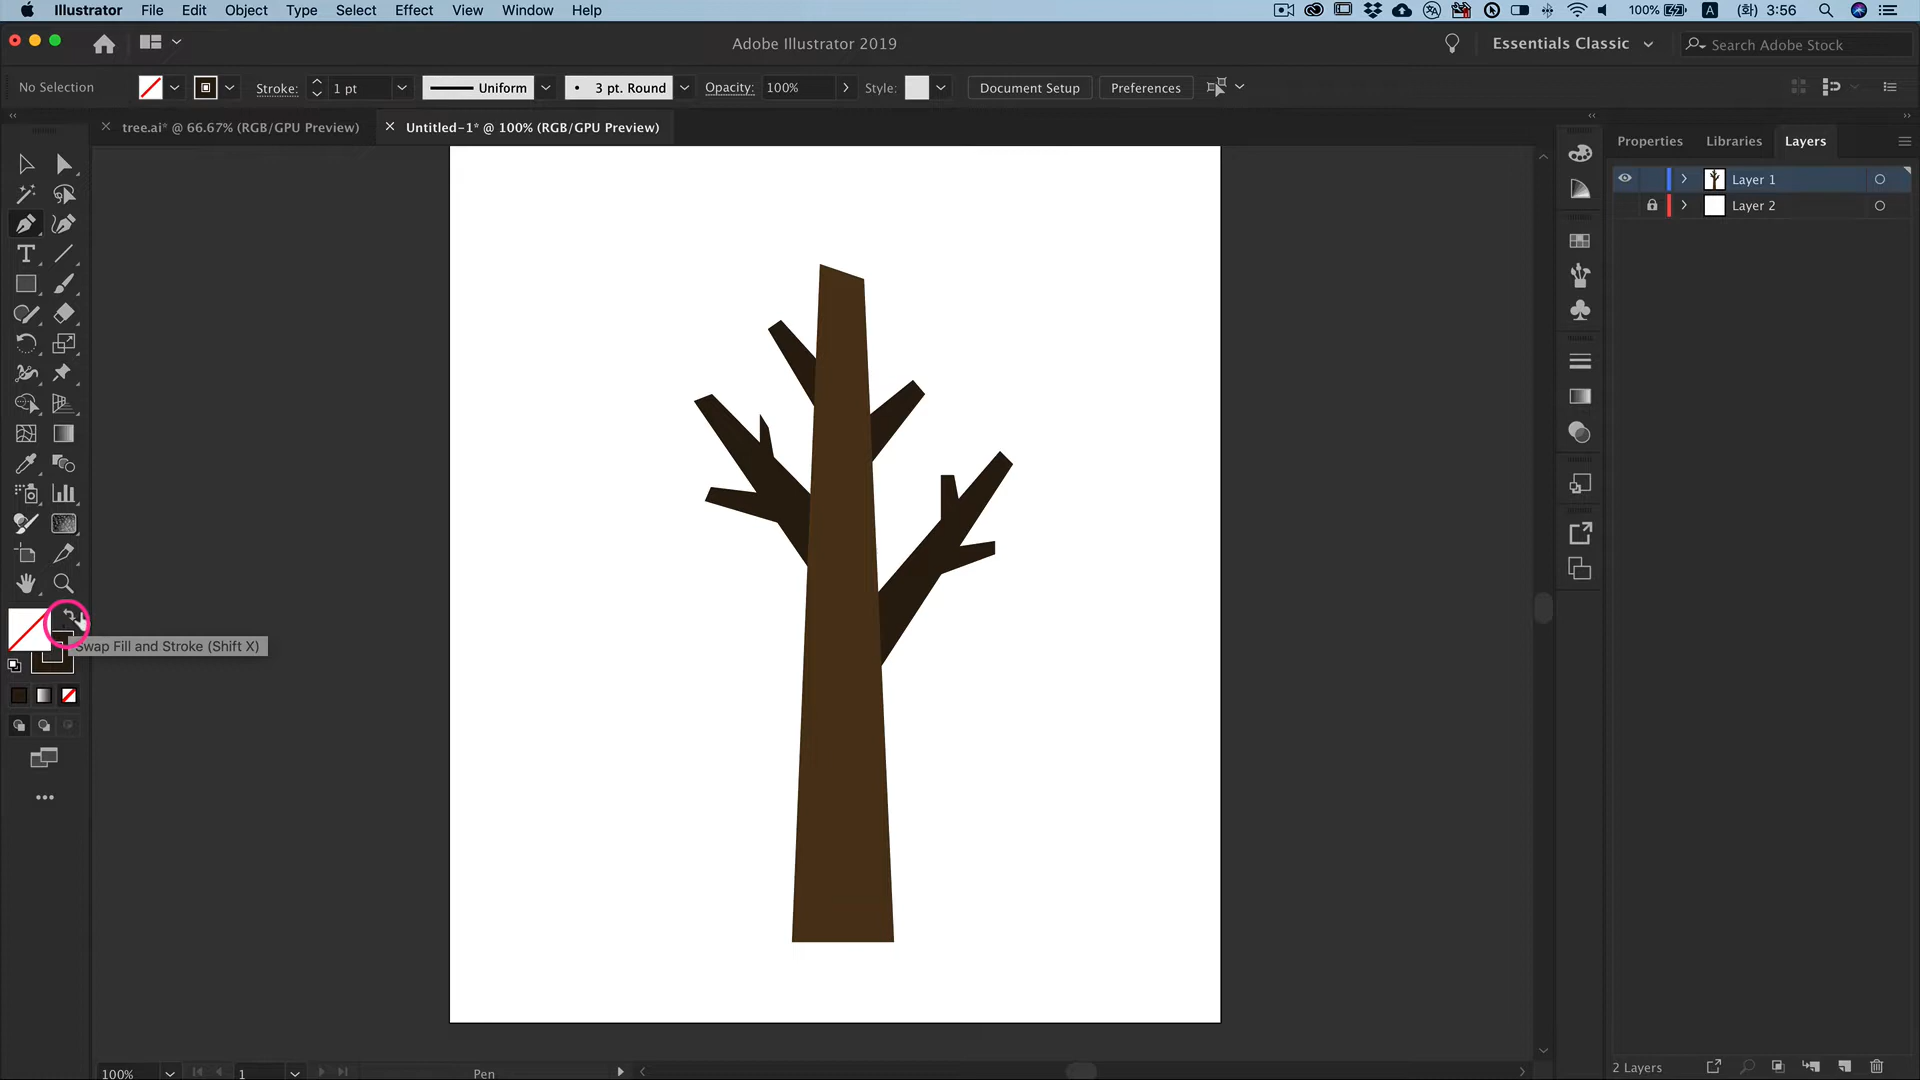 Illustrator File Edit Object Type Select Effect View Window Help 100% A (화) 3:56
Adobe Illustrator 2019 Essentials Classic Search Adobe Stock
No Selection Stroke: 1 pt Uniform 3 pt. Round Opacity: 100% Style: Document Setup Preferences
tree.ai* @ 66.67% (RGB/GPU Preview) Untitled-1* @ 100% (RGB/GPU Preview)
Properties Libraries Layers
Layer 1
Layer 2
Swap Fill and Stroke (Shift X)
100% 1 Pen 2 Layers